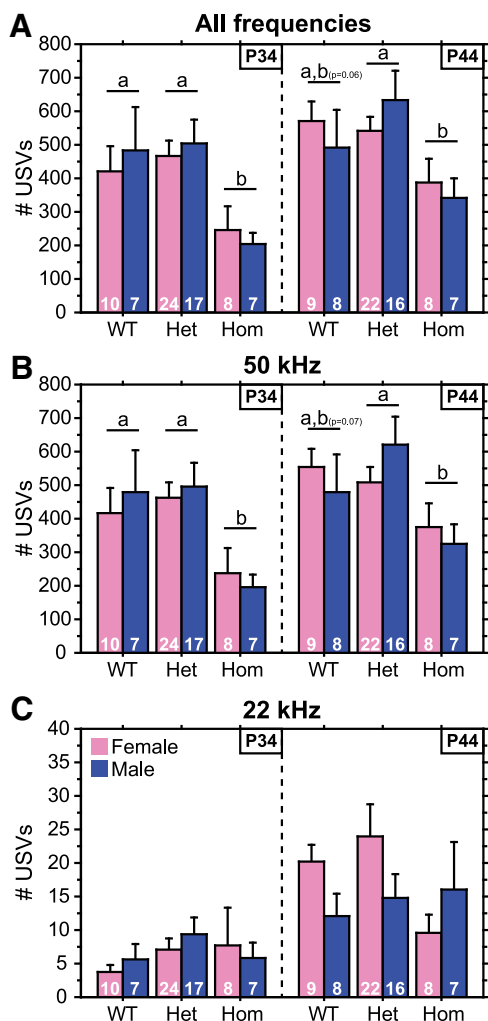 A All frequencies
P34 P44
# USVs
800
700
600
500
400
300
200
100
0
a a b a,b(p=0.06) a b
10 7 24 17 8 7 9 8 22 16 8 7
WT Het Hom WT Het Hom
B 50 kHz
P34 P44
# USVs
800
700
600
500
400
300
200
100
0
a a b a,b(p=0.07) a b
10 7 24 17 8 7 9 8 22 16 8 7
WT Het Hom WT Het Hom
C 22 kHz
P34 P44
Female
Male
# USVs
40
35
30
25
20
15
10
5
0
10 7 24 17 8 7 9 8 22 16 8 7
WT Het Hom WT Het Hom